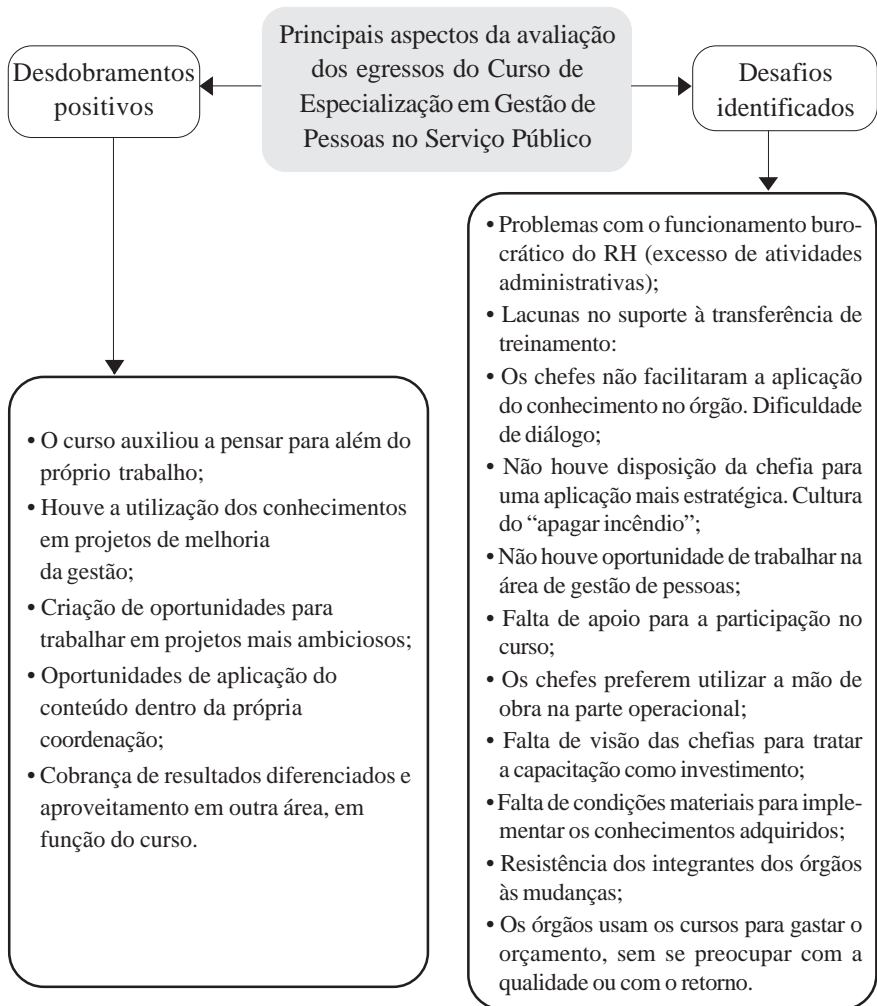 Principais aspectos da avaliação
dos egressos do Curso de
Especialização em Gestão de
Pessoas no Serviço Público
Desdobramentos
positivos
• O curso auxiliou a pensar para além do
próprio trabalho;
• Houve a utilização dos conhecimentos
em projetos de melhoria
da gestão;
• Criação de oportunidades para
trabalhar em projetos mais ambiciosos;
• Oportunidades de aplicação do
conteúdo dentro da própria
coordenação;
• Cobrança de resultados diferenciados e
aproveitamento em outra área, em
função do curso.
Desafios
identificados
• Problemas com o funcionamento buro-
crático do RH (excesso de atividades
administrativas);
• Lacunas no suporte à transferência de
treinamento:
• Os chefes não facilitaram a aplicação
do conhecimento no órgão. Dificuldade
de diálogo;
• Não houve disposição da chefia para
uma aplicação mais estratégica. Cultura
do “apagar incêndio”;
• Não houve oportunidade de trabalhar na
área de gestão de pessoas;
• Falta de apoio para a participação no
curso;
• Os chefes preferem utilizar a mão de
obra na parte operacional;
• Falta de visão das chefias para tratar
a capacitação como investimento;
• Falta de condições materiais para imple-
mentar os conhecimentos adquiridos;
• Resistência dos integrantes dos órgãos
às mudanças;
• Os órgãos usam os cursos para gastar o
orçamento, sem se preocupar com a
qualidade ou com o retorno.